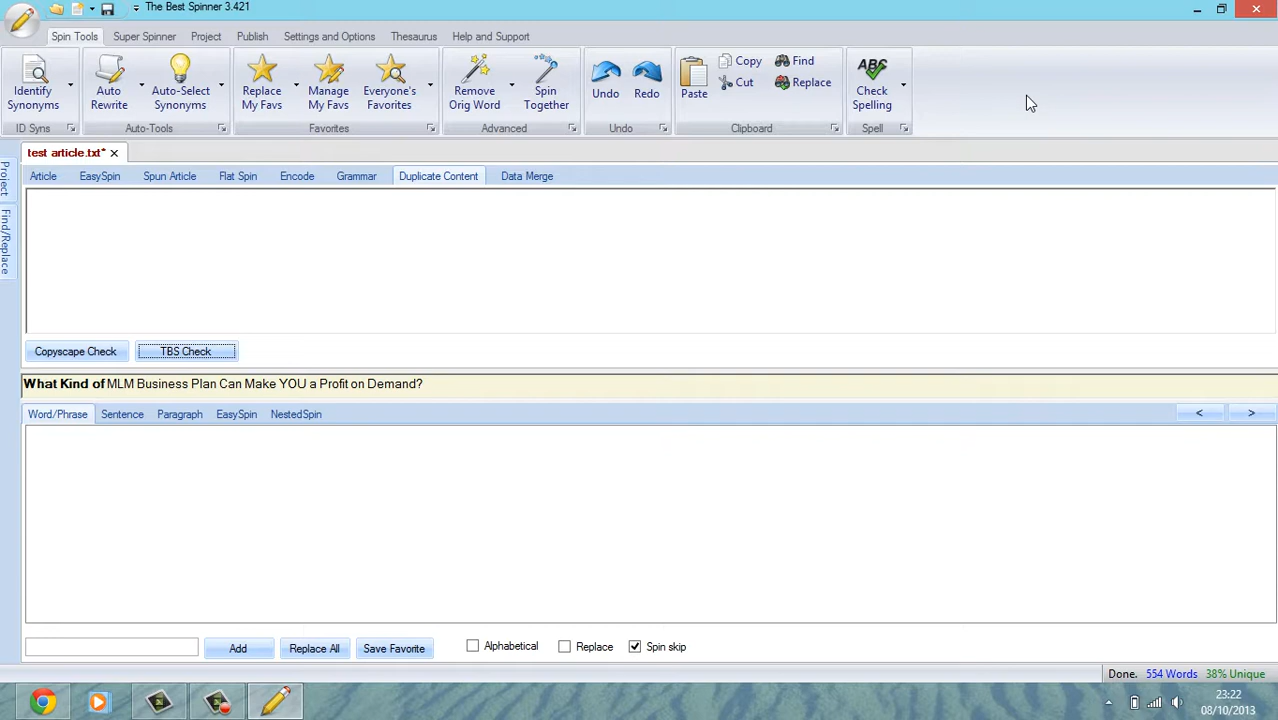 The Best Spinner 3.421
Spin Tools Super Spinner Project Publish Settings and Options Thesaurus Help and Support
Identify Synonyms
Auto Rewrite
Auto-Select Synonyms
Replace My Favs
Manage My Favs
Everyone's Favorites
Remove Orig Word
Spin Together
Undo
Redo
Paste
Copy
Cut
Find
Replace
ABC
Check Spelling
ID Syns Auto-Tools Favorites Advanced Undo Clipboard Spell
test article.txt*
Project
Find/Replace
Article EasySpin Spun Article Flat Spin Encode Grammar Duplicate Content Data Merge
Copyscape Check TBS Check
What Kind of MLM Business Plan Can Make YOU a Profit on Demand?
Word/Phrase Sentence Paragraph EasySpin NestedSpin < >
Add Replace All Save Favorite Alphabetical Replace Spin skip
Done. 554 Words 38% Unique
23:22
08/10/2013